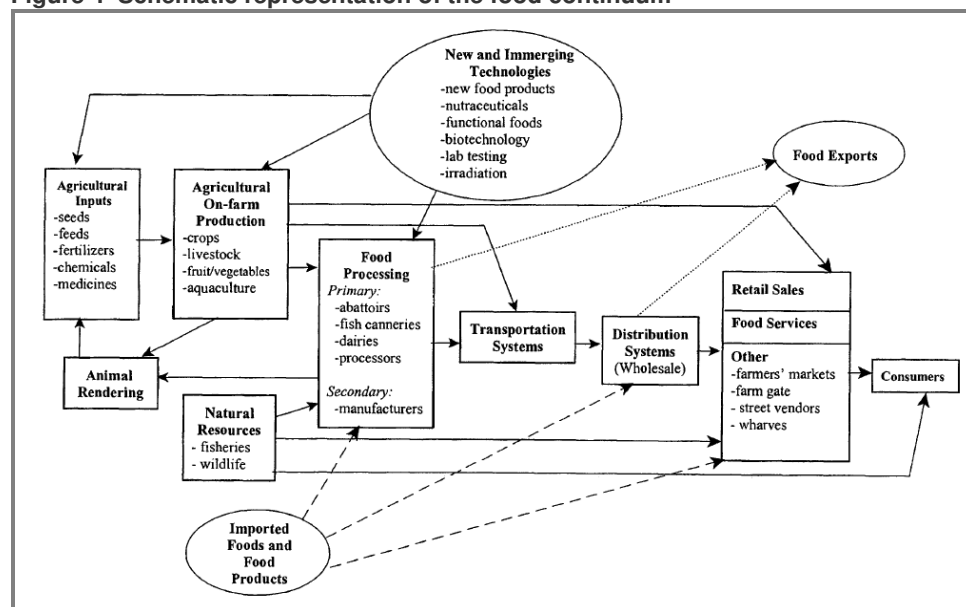 Figure 1 Schematic representation of the food continuum
New and Immerging
Technologies
-new food products
-nutraceuticals
-functional foods
-biotechnology
-lab testing
-irradiation
Food Exports
Agricultural
Inputs
-seeds
-feeds
-fertilizers
-chemicals
-medicines
Agricultural
On-farm
Production
-crops
-livestock
-fruit/vegetables
-aquaculture
Food
Processing
Primary:
-abattoirs
-fish canneries
-dairies
-processors
Secondary:
-manufacturers
Transportation
Systems
Distribution
Systems
(Wholesale)
Retail Sales
Food Services
Other
-farmers' markets
-farm gate
- street vendors
- wharves
Consumers
Animal
Rendering
Natural
Resources
- fisheries
- wildlife
Imported
Foods and
Food
Products